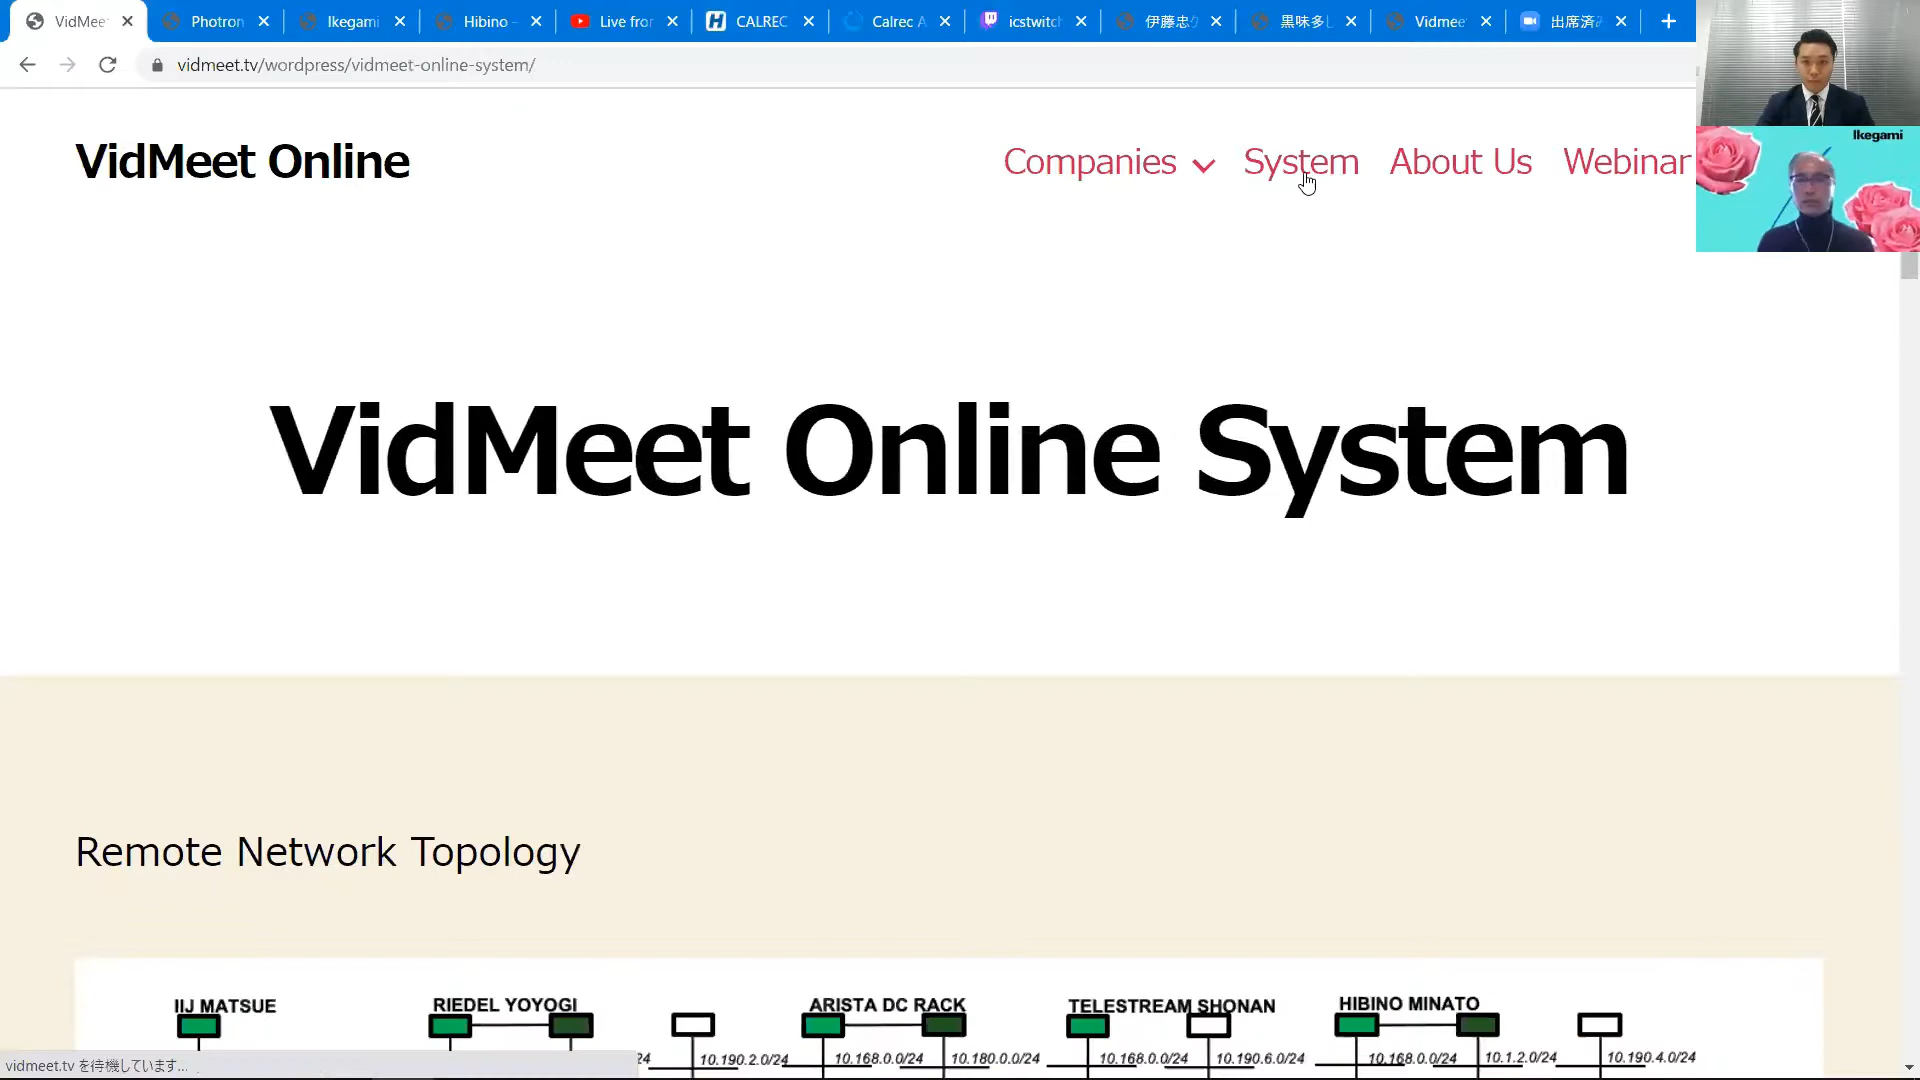 VidMee
Photron
Ikegami
Hibino -
Live fror
CALREC
Calrec A
icstwitch
伊藤忠ケ
黒味多し
Vidmee
出席済み
vidmeet.tv/wordpress/vidmeet-online-system/
Ikegami
VidMeet Online
Companies
System
About Us
Webinar
VidMeet Online System
Remote Network Topology
IIJ MATSUE
RIEDEL YOYOGI
ARISTA DC RACK
TELESTREAM SHONAN
HIBINO MINATO
24
10.190.2.0/24
10.168.0.0/24
10.180.0.0/24
10.168.0.0/24
10.190.6.0/24
10.168.0.0/24
10.1.2.0/24
10.190.4.0/24
vidmeet.tv を待機しています...